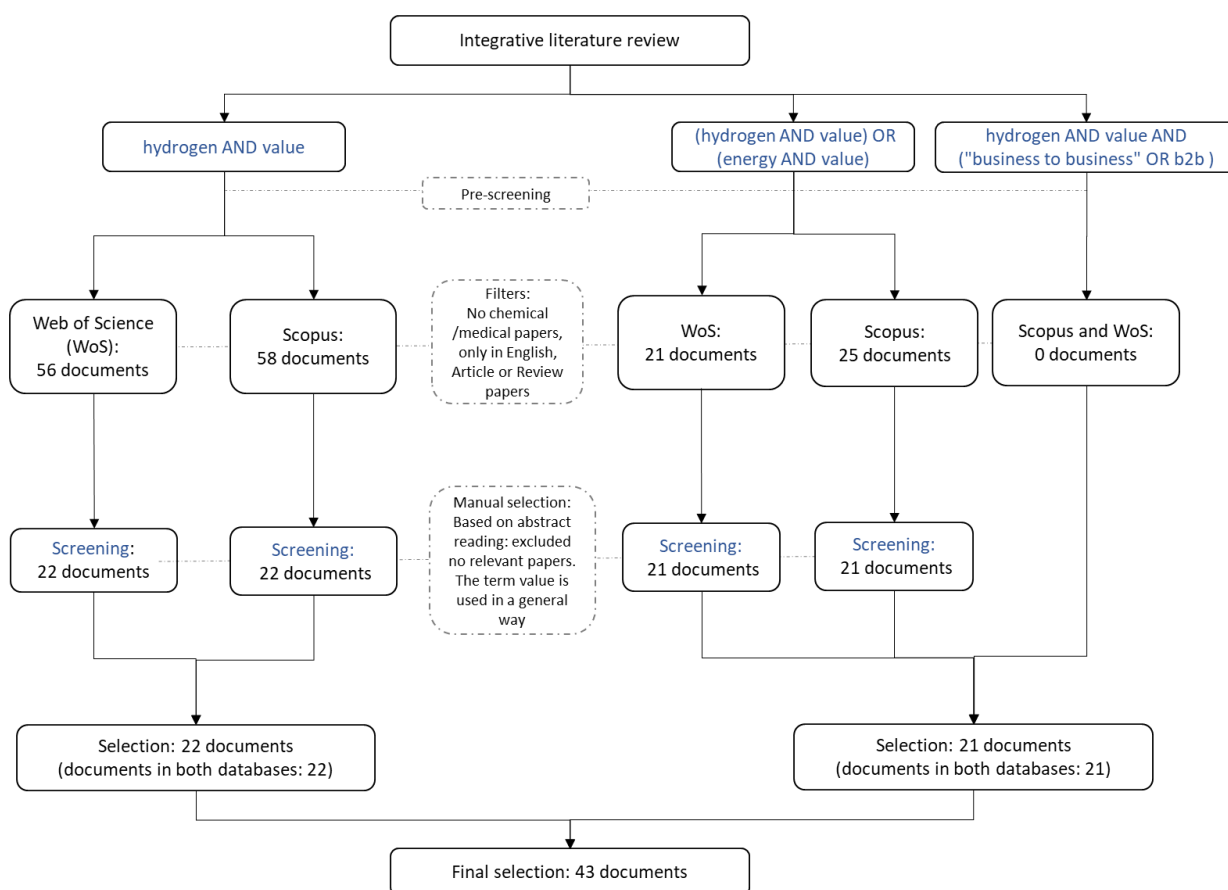 Integrative literature review
hydrogen AND value
(hydrogen AND value) OR
(energy AND value)
hydrogen AND value AND
("business to business" OR b2b )
Pre-screening
Web of Science
(WoS):
56 documents
Scopus:
58 documents
Filters:
No chemical
/medical papers,
only in English,
Article or Review
papers
WoS:
21 documents
Scopus:
25 documents
Scopus and WoS:
0 documents
Screening:
22 documents
Screening:
22 documents
Manual selection:
Based on abstract
reading: excluded
no relevant papers.
The term value is
used in a general
way
Screening:
21 documents
Screening:
21 documents
Selection: 22 documents
(documents in both databases: 22)
Selection: 21 documents
(documents in both databases: 21)
Final selection: 43 documents